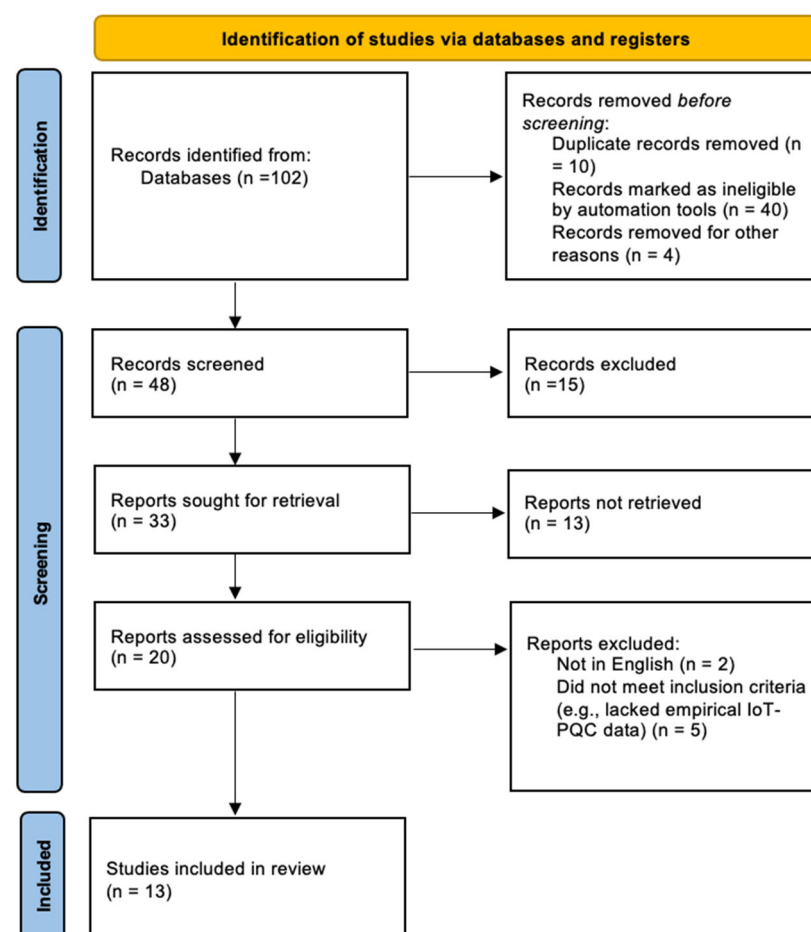 Identification of studies via databases and registers
Identification
Records identified from:
Databases (n =102)
Records removed before
screening:
Duplicate records removed (n
= 10)
Records marked as ineligible
by automation tools (n = 40)
Records removed for other
reasons (n = 4)
Screening
Records screened
(n = 48)
Records excluded
(n =15)
Reports sought for retrieval
(n = 33)
Reports not retrieved
(n = 13)
Reports assessed for eligibility
(n = 20)
Reports excluded:
Not in English (n = 2)
Did not meet inclusion criteria
(e.g., lacked empirical IoT-
PQC data) (n = 5)
Included
Studies included in review
(n = 13)